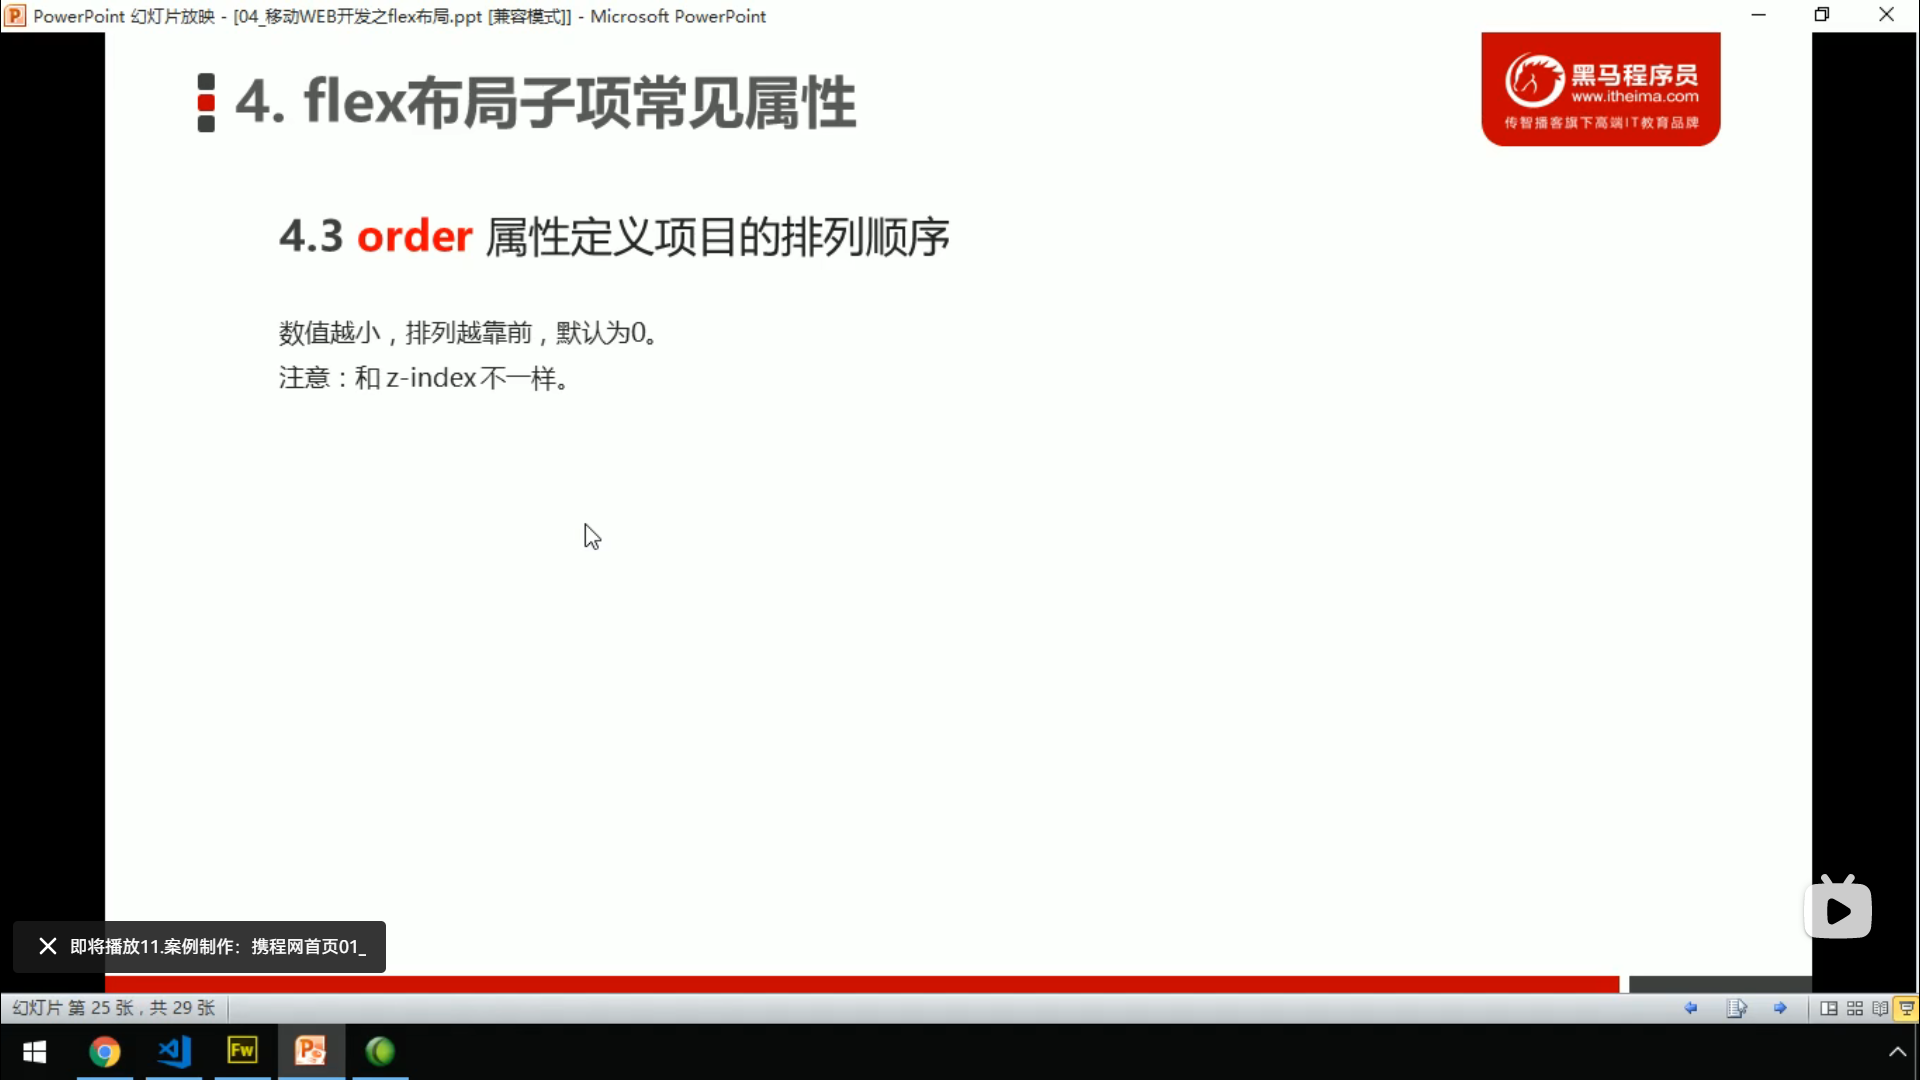 PowerPoint 幻灯片放映 - [04_移动WEB开发之flex布局.ppt [兼容模式]] - Microsoft PowerPoint
4. flex布局子项常见属性
黑马程序员
www.itheima.com
传智播客旗下高端IT教育品牌
4.3 order 属性定义项目的排列顺序
数值越小，排列越靠前，默认为0。
注意：和 z-index不一样。
即将播放11.案例制作：携程网首页01_
幻灯片 第 25 张，共 29 张
Fw